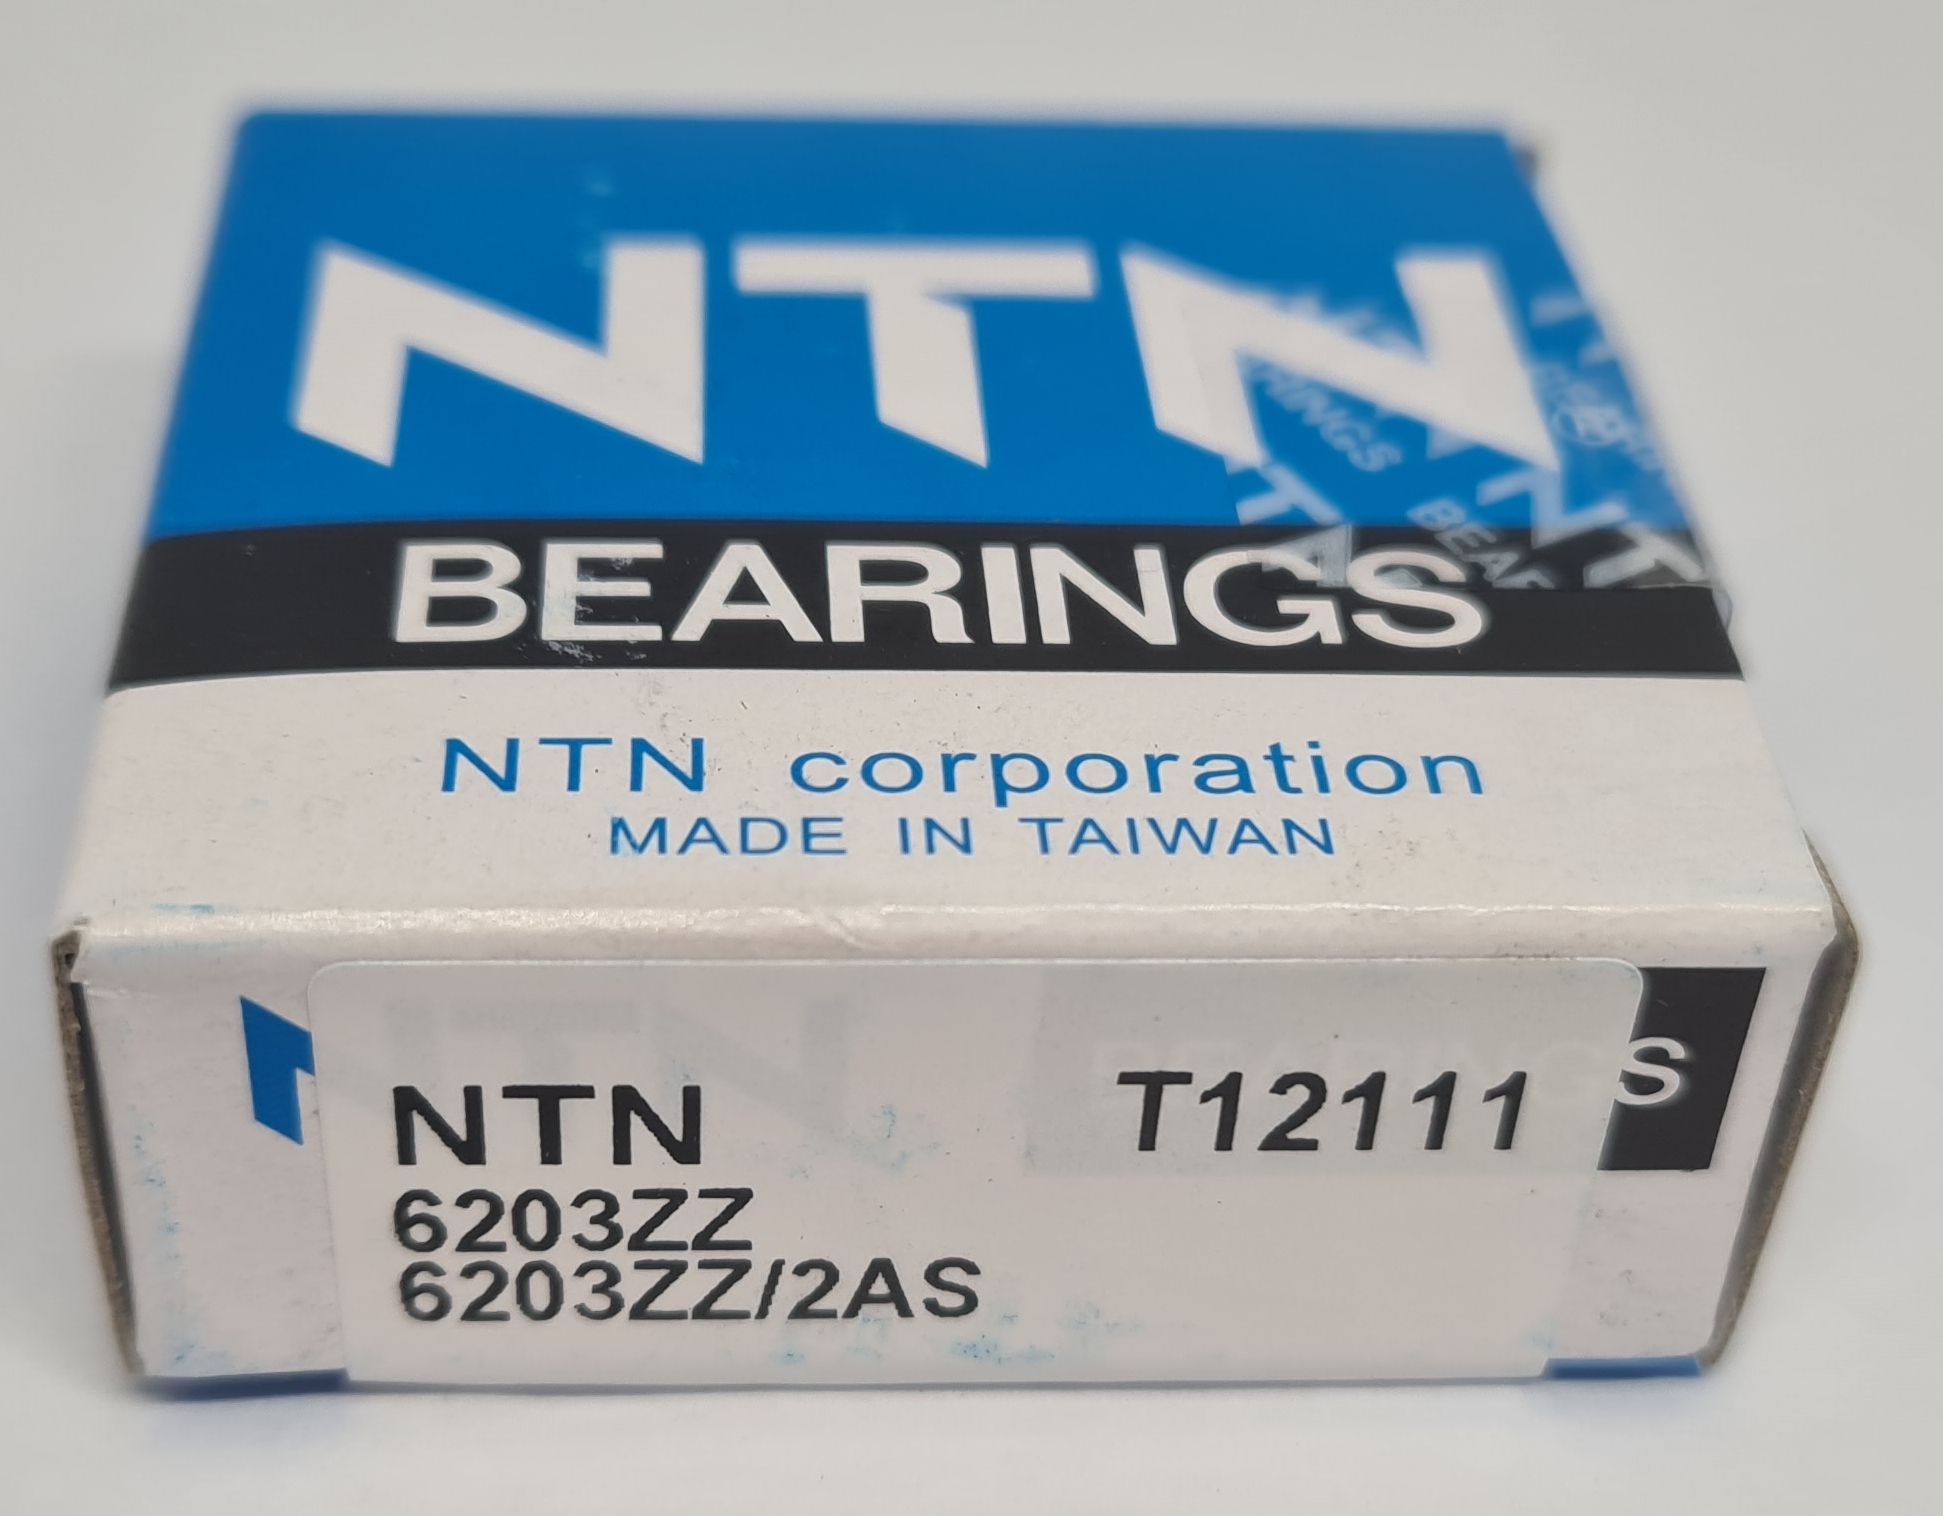 NTN
BEARINGS
NTN corporation
MADE IN TAIWAN
NTN T12111
6203ZZ
6203ZZ/2AS